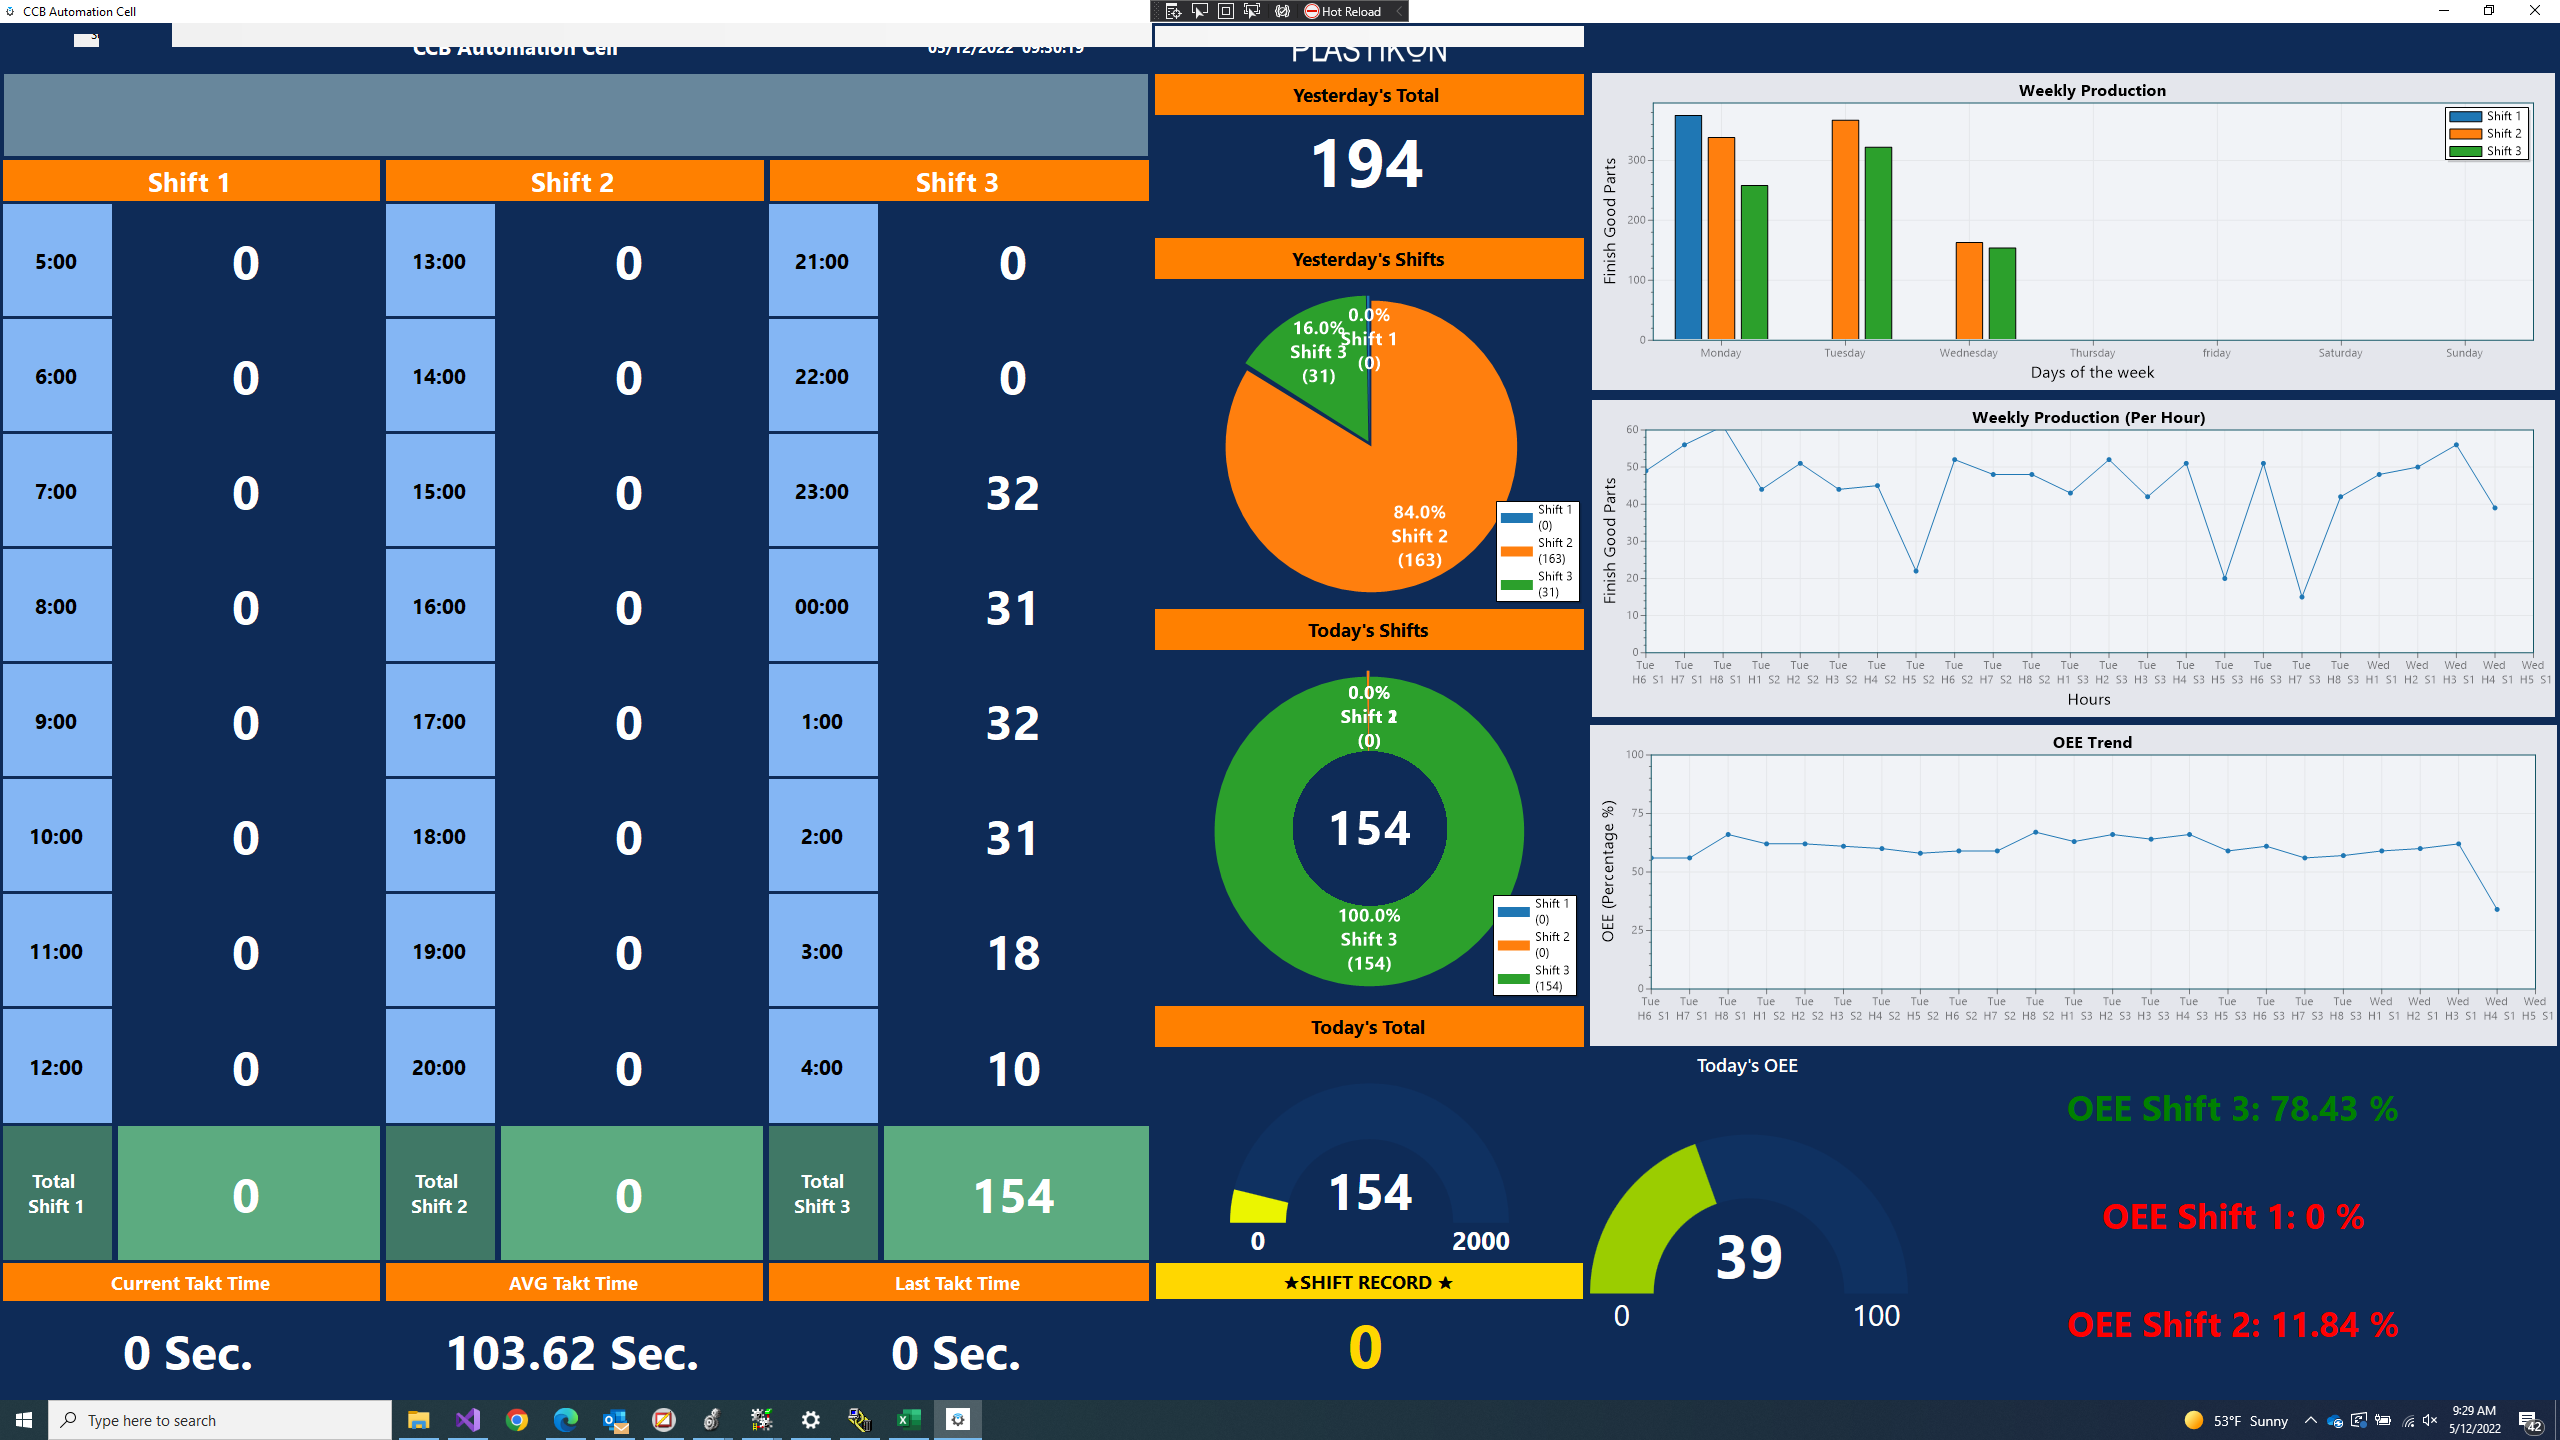 CCB Automation Cell
Hot Reload
CCB Automation Cell
05/12/2022 09:30:19
PLASTIKON
Shift 1
Shift 2
Shift 3
5:00 0 13:00 0 21:00 0
6:00 0 14:00 0 22:00 0
7:00 0 15:00 0 23:00 32
8:00 0 16:00 0 00:00 31
9:00 0 17:00 0 1:00 32
10:00 0 18:00 0 2:00 31
11:00 0 19:00 0 3:00 18
12:00 0 20:00 0 4:00 10
Total Shift 1 0 Total Shift 2 0 Total Shift 3 154
Current Takt Time
AVG Takt Time
Last Takt Time
0 Sec.
103.62 Sec.
0 Sec.
Yesterday's Total
194
Yesterday's Shifts
16.0%
Shift 3
(31)
0.0%
Shift 1
(0)
84.0%
Shift 2
(163)
Shift 1
(0)
Shift 2
(163)
Shift 3
(31)
Today's Shifts
0.0%
Shift 2
(0)
154
100.0%
Shift 3
(154)
Shift 1
(0)
Shift 2
(0)
Shift 3
(154)
Today's Total
154
0
2000
★SHIFT RECORD ★
0
Weekly Production
Shift 1
Shift 2
Shift 3
Finish Good Parts
300
200
100
0
Monday Tuesday Wednesday Thursday friday Saturday Sunday
Days of the week
Weekly Production (Per Hour)
Finish Good Parts
60
50
40
30
20
10
0
Tue Tue Tue Tue Tue Tue Tue Tue Tue Tue Tue Tue Tue Tue Tue Tue Tue Tue Tue Wed Wed Wed Wed Wed
H6 S1 H7 S1 H8 S1 H1 S2 H2 S2 H3 S2 H4 S2 H5 S2 H6 S2 H7 S2 H8 S2 H1 S3 H2 S3 H3 S3 H4 S3 H5 S3 H6 S3 H7 S3 H8 S3 H1 S1 H2 S1 H3 S1 H4 S1 H5 S1
Hours
OEE Trend
OEE (Percentage %)
100
75
50
25
0
Tue Tue Tue Tue Tue Tue Tue Tue Tue Tue Tue Tue Tue Tue Tue Tue Tue Tue Tue Wed Wed Wed Wed Wed
H6 S1 H7 S1 H8 S1 H1 S2 H2 S2 H3 S2 H4 S2 H5 S2 H6 S2 H7 S2 H8 S2 H1 S3 H2 S3 H3 S3 H4 S3 H5 S3 H6 S3 H7 S3 H8 S3 H1 S1 H2 S1 H3 S1 H4 S1 H5 S1
Today's OEE
39
0
100
OEE Shift 3: 78.43 %
OEE Shift 1: 0 %
OEE Shift 2: 11.84 %
Type here to search
53°F Sunny
9:29 AM
5/12/2022
42